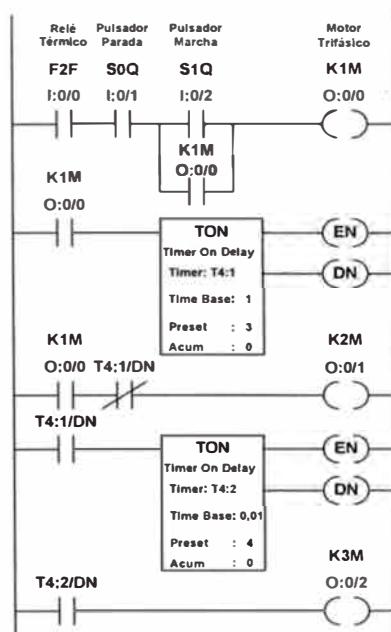 Relé Pulsador Pulsador Motor
Térmico Parada Marcha Trifásico
F2F S0Q S1Q K1M
I:0/0 I:0/1 I:0/2 O:0/0
K1M
O:0/0
K1M
O:0/0
TON
Timer On Delay
Timer: T4:1
Time Base: 1
Preset : 3
Acum : 0
EN
DN
K1M K2M
O:0/0 T4:1/DN O:0/1
T4:1/DN
TON
Timer On Delay
Timer: T4:2
Time Base: 0,01
Preset : 4
Acum : 0
EN
DN
K3M
T4:2/DN O:0/2